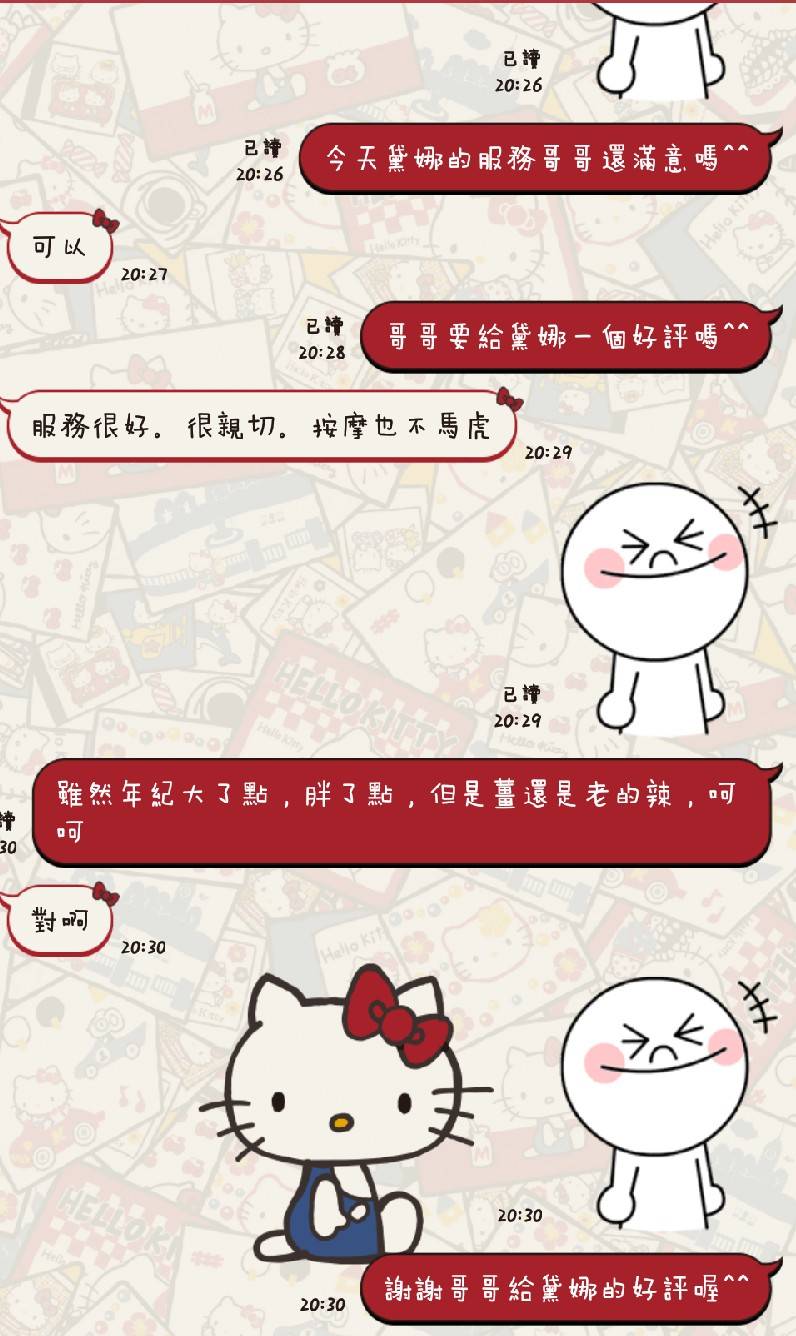 已讀
20:26
已讀
20:26
今天黛娜的服務哥哥還滿意嗎^^
可以
20:27
已讀
20:28
哥哥要給黛娜一個好評嗎^^
服務很好。很親切。按摩也不馬虎
20:29
已讀
20:29
讀
30
雖然年紀大了點，胖了點，但是薑還是老的辣，呵
呵
對啊
20:30
20:30
20:30
謝謝哥哥給黛娜的好評喔^^
Hello Kitty
HELLO KITTY